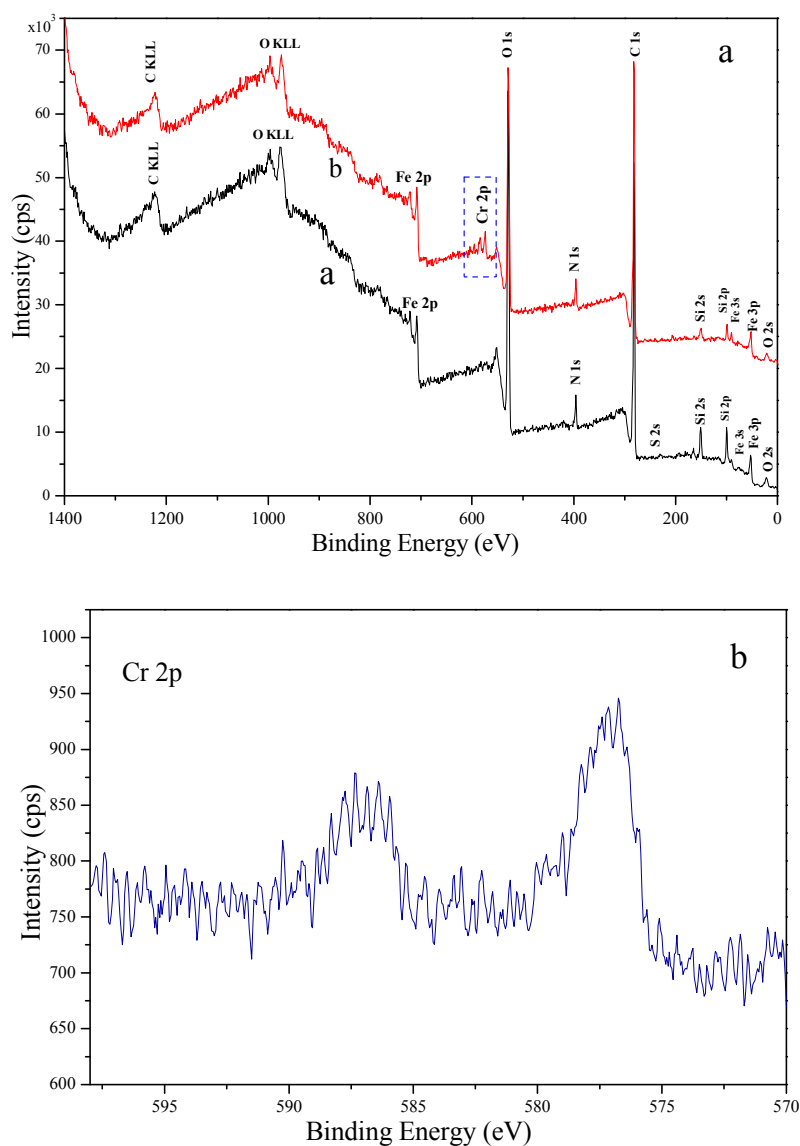 x10³
a
C KLL
O KLL
O 1s
C 1s
b
Fe 2p
Cr 2p
N 1s
Si 2s
Si 2p
Fe 3s
Fe 3p
O 2s
C KLL
O KLL
a
Fe 2p
N 1s
S 2s
Si 2s
Si 2p
Fe 3s
Fe 3p
O 2s
70
60
50
40
30
20
10
0
Intensity (cps)
1400 1200 1000 800 600 400 200 0
Binding Energy (eV)
Cr 2p
b
1000
950
900
850
800
750
700
650
600
Intensity (cps)
595 590 585 580 575 570
Binding Energy (eV)